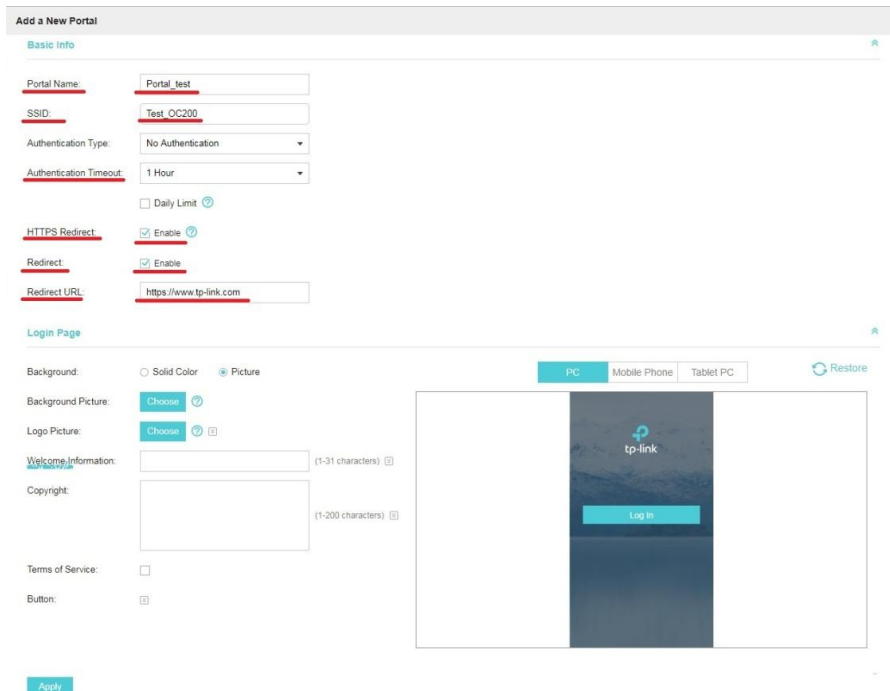 Add a New Portal
Basic Info
Portal Name: Portal_test
SSID: Test_OC200
Authentication Type: No Authentication
Authentication Timeout: 1 Hour
Daily Limit ?
HTTPS Redirect: Enable ?
Redirect: Enable
Redirect URL: https://www.tp-link.com
Login Page
Background: Solid Color Picture
PC Mobile Phone Tablet PC Restore
Background Picture: Choose ?
Logo Picture: Choose ?
tp-link
Welcome Information: (1-31 characters)
Copyright:
(1-200 characters)
Log In
Terms of Service:
Button:
Apply